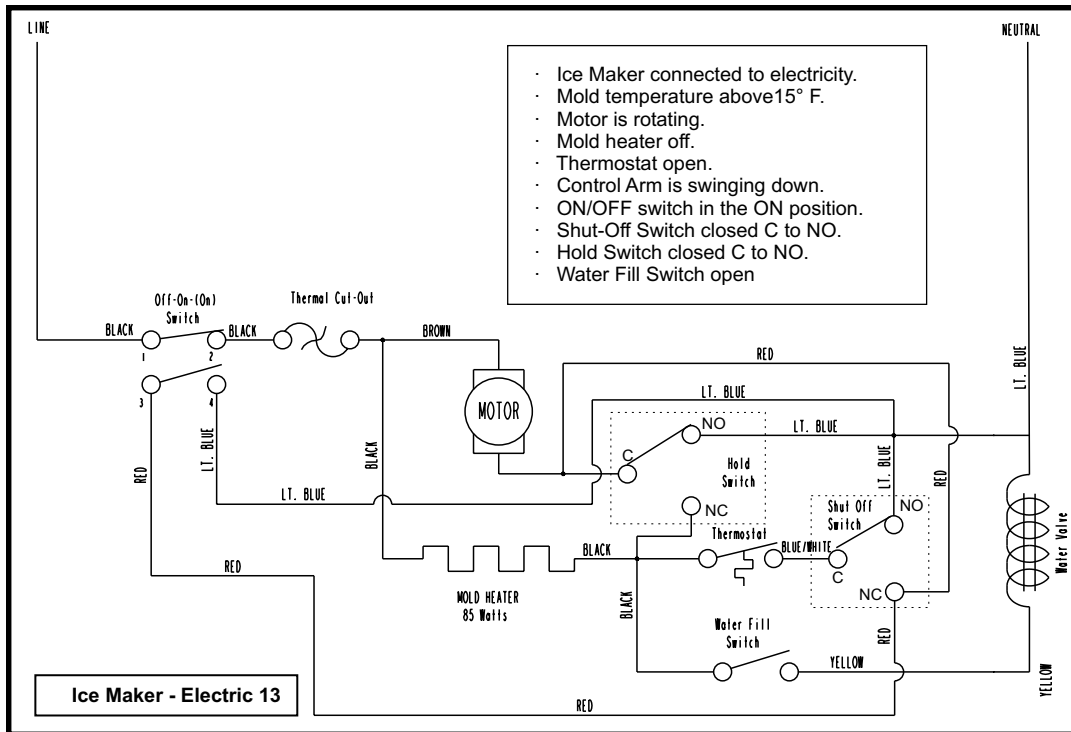 LINE
NEUTRAL
· Ice Maker connected to electricity.
· Mold temperature above15° F.
· Motor is rotating.
· Mold heater off.
· Thermostat open.
· Control Arm is swinging down.
· ON/OFF switch in the ON position.
· Shut-Off Switch closed C to NO.
· Hold Switch closed C to NO.
· Water Fill Switch open
Off-On-(On)
Switch
Thermal Cut-Out
BLACK
BLACK
BROWN
RED
LT. BLUE
1
2
3
4
MOTOR
LT. BLUE
NO
LT. BLUE
C
Hold
Switch
RED
LT. BLUE
BLACK
LT. BLUE
RED
LT. BLUE
NC
Shut Off
Switch
NO
Thermostat
BLACK
BLUE/WHITE
C
NC
Water Valve
RED
MOLD HEATER
85 Watts
BLACK
Water Fill
Switch
RED
YELLOW
YELLOW
Ice Maker - Electric 13
RED